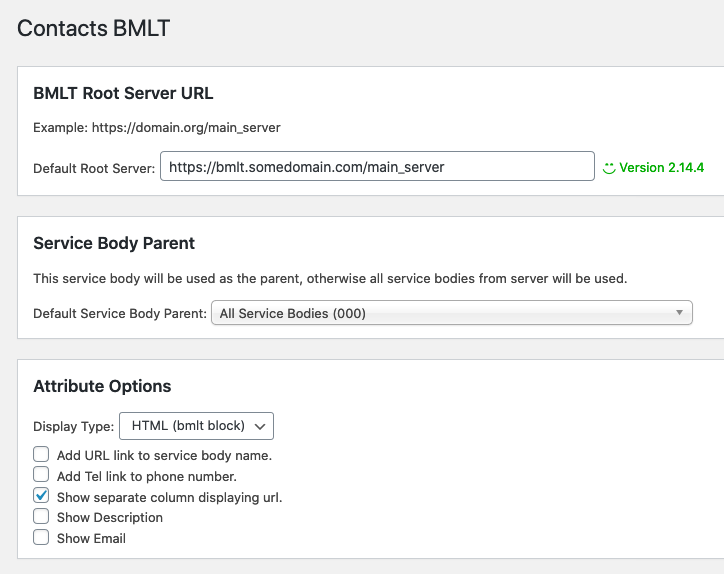 Contacts BMLT
BMLT Root Server URL
Example: https://domain.org/main_server
Default Root Server: https://bmlt.somedomain.com/main_server Version 2.14.4
Service Body Parent
This service body will be used as the parent, otherwise all service bodies from server will be used.
Default Service Body Parent: All Service Bodies (000)
Attribute Options
Display Type: HTML (bmlt block)
Add URL link to service body name.
Add Tel link to phone number.
Show separate column displaying url.
Show Description
Show Email